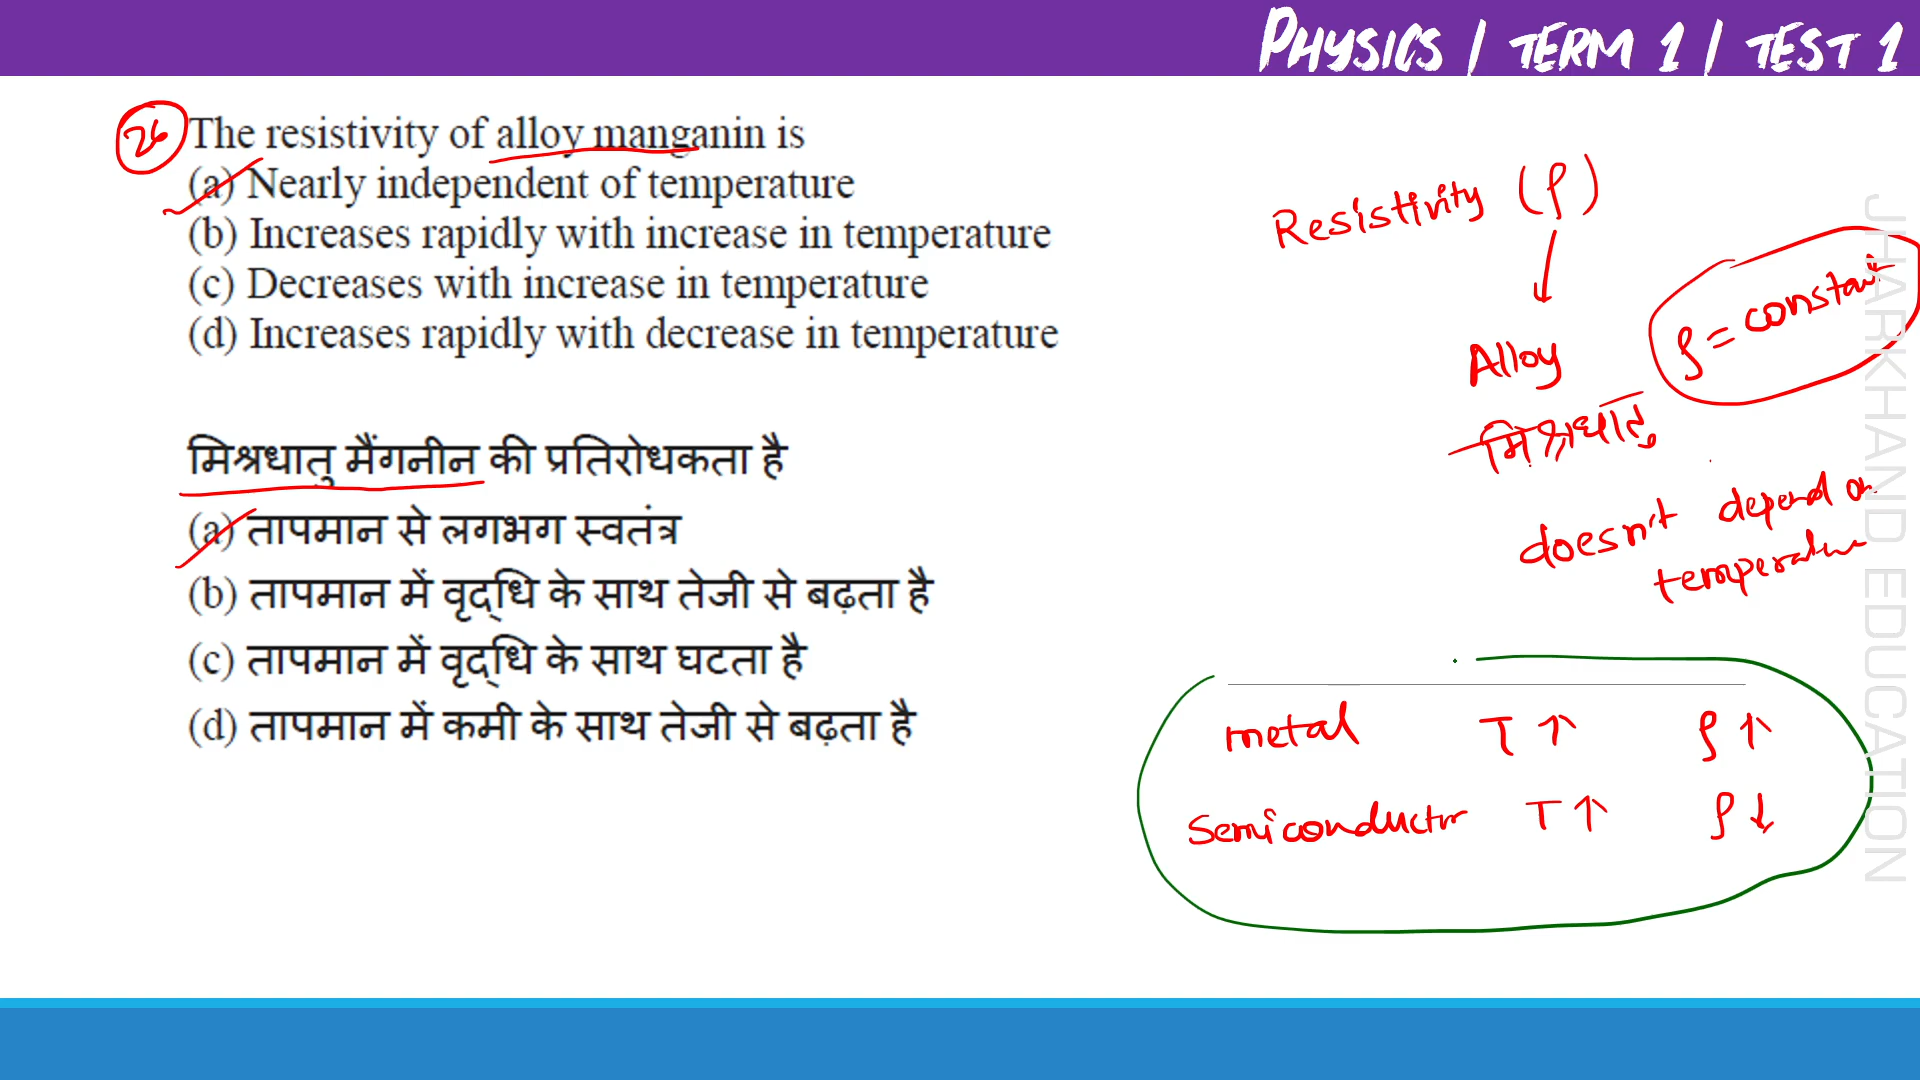 PHYSICS / TERM 1 / TEST 1
26 The resistivity of alloy manganin is
(a) Nearly independent of temperature
(b) Increases rapidly with increase in temperature
(c) Decreases with increase in temperature
(d) Increases rapidly with decrease in temperature
मिश्रधातु मैंगनीन की प्रतिरोधकता है
(a) तापमान से लगभग स्वतंत्र
(b) तापमान में वृद्धि के साथ तेजी से बढ़ता है
(c) तापमान में वृद्धि के साथ घटता है
(d) तापमान में कमी के साथ तेजी से बढ़ता है
Resistivity (ρ)
↓
Alloy
मिश्रधातु
ρ = constant
doesn't depend on
temperature
metal T ↑ ρ ↑
Semiconductor T ↑ ρ ↓
JHARKHAND EDUCATION